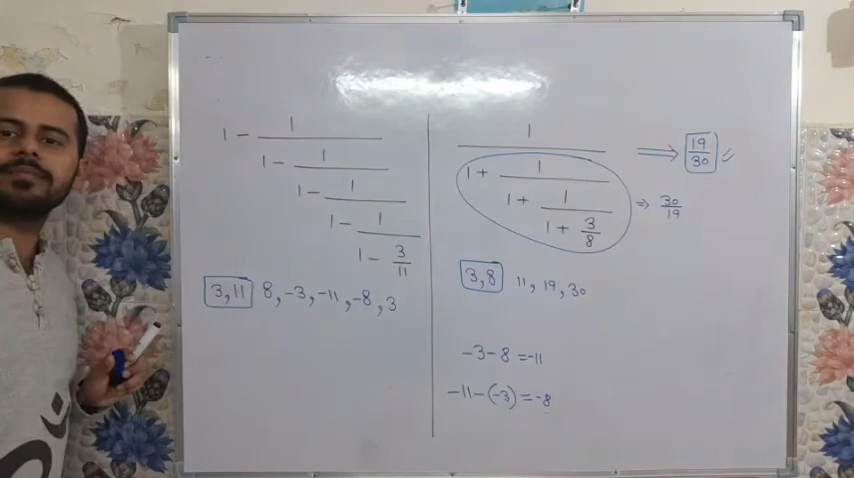 1 - 1
1 - 1
1 - 1
1 - 1
1 - 3/11
3,11 8, -3, -11, -8, 3
1
1 + 1
1 + 1
1 + 3/8
⇒ 19/30
⇒ 30/19
3,8 11, 19, 30
-3-8 =-11
-11-(-3) =-8